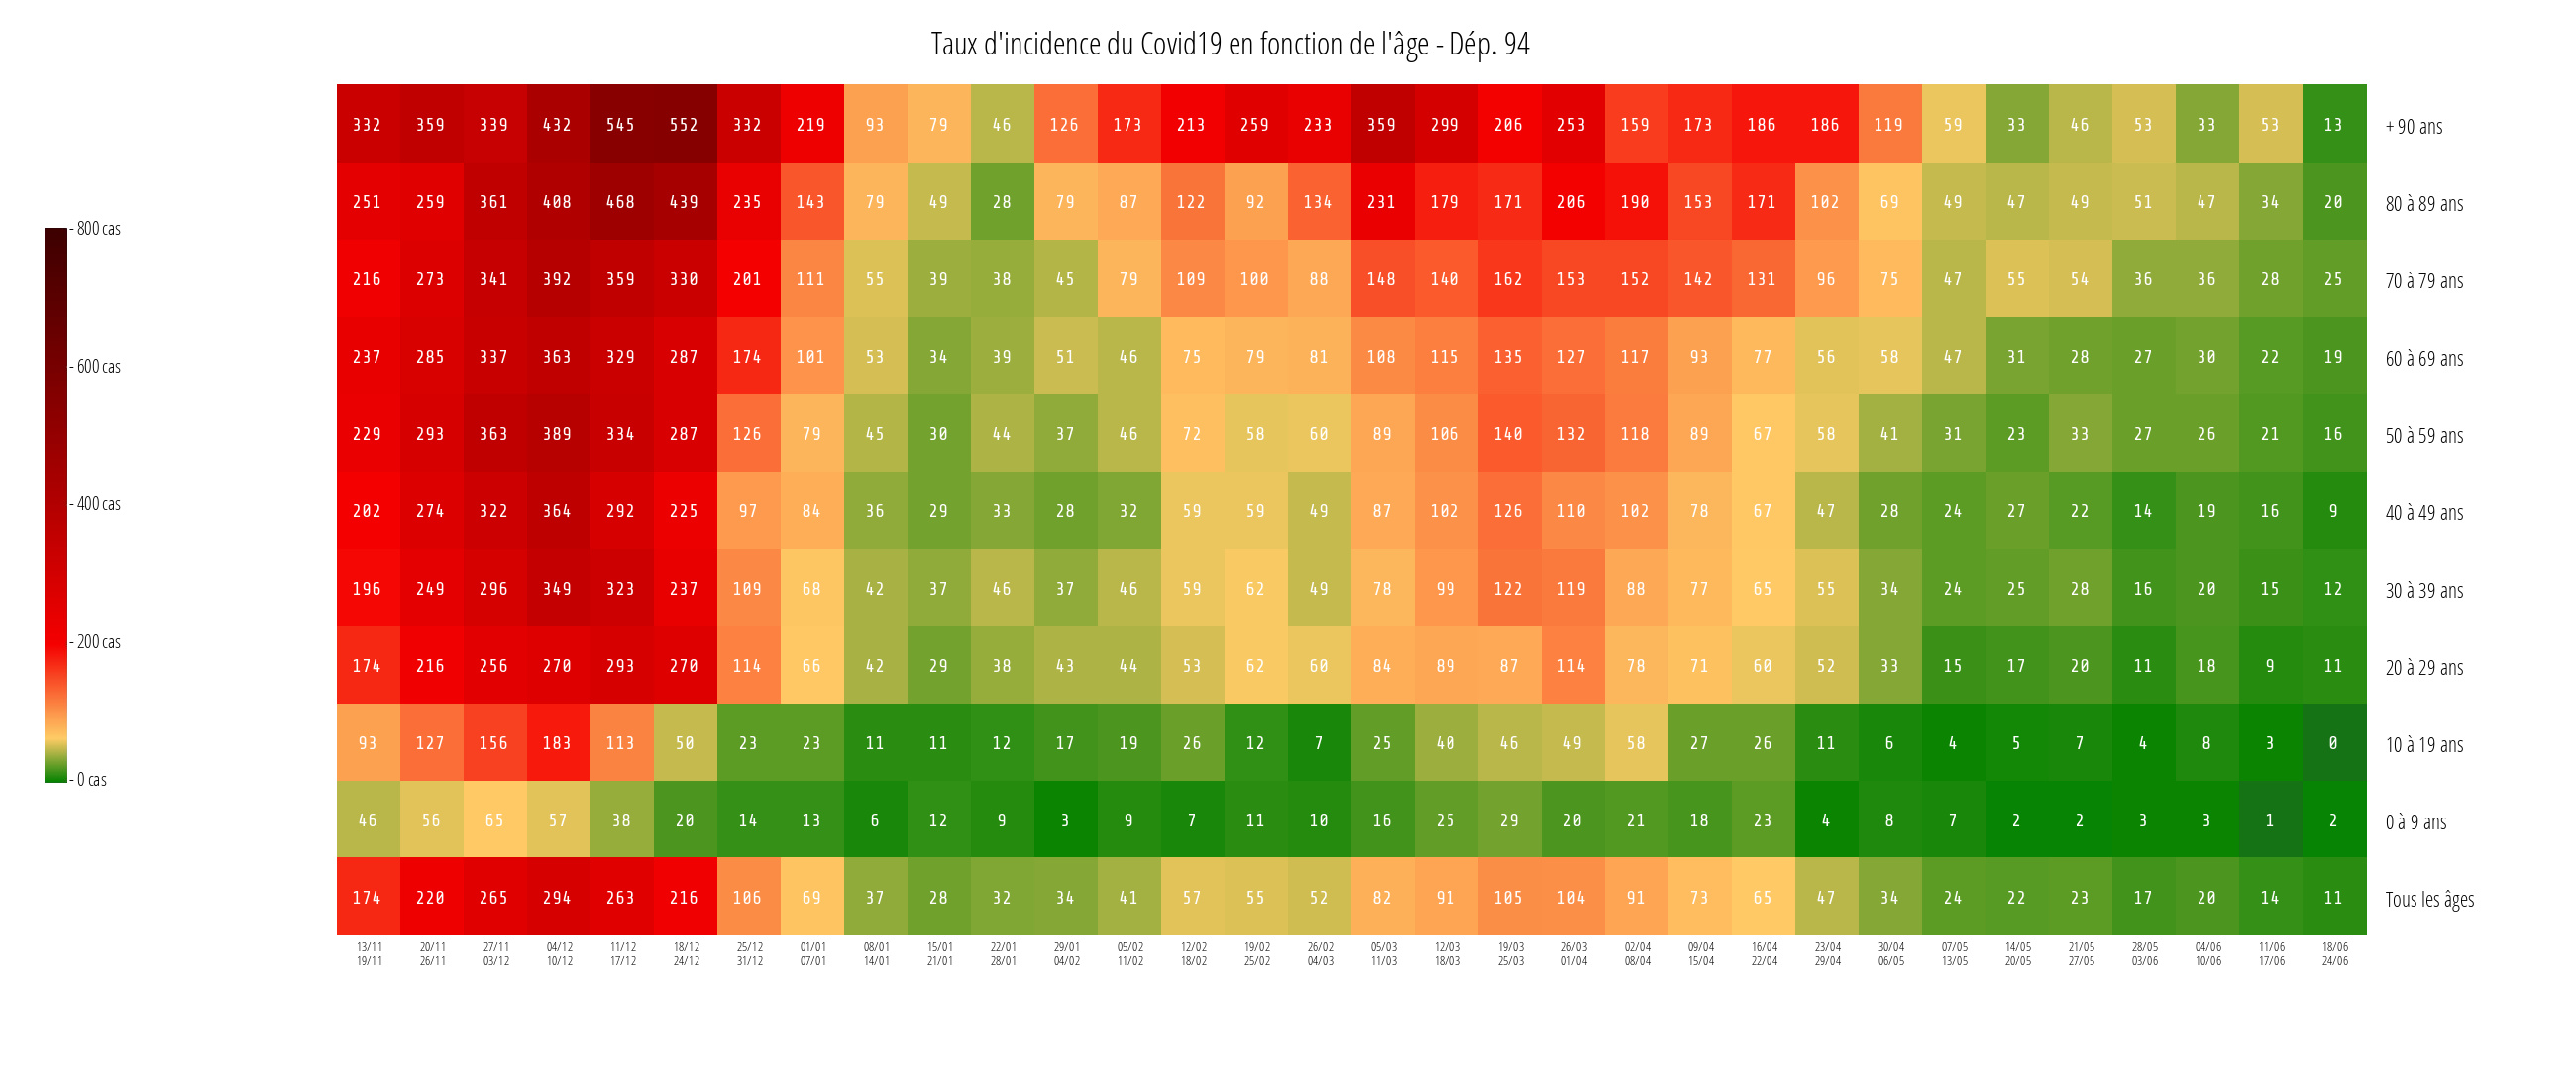 Taux d'incidence du Covid19 en fonction de l'âge - Dép. 94
- 800 cas
- 600 cas
- 400 cas
- 200 cas
- 0 cas
332 359 339 432 545 552 332 219 93 79 46 126 173 213 259 233 359 299 206 253 159 173 186 186 119 59 33 46 53 33 53 13 + 90 ans
251 259 361 408 468 439 235 143 79 49 28 79 87 122 92 134 231 179 171 206 190 153 171 102 69 49 47 49 51 47 34 20 80 à 89 ans
216 273 341 392 359 330 201 111 55 39 38 45 79 109 100 88 148 140 162 153 152 142 131 96 75 47 55 54 36 36 28 25 70 à 79 ans
237 285 337 363 329 287 174 101 53 34 39 51 46 75 79 81 108 115 135 127 117 93 77 56 58 47 31 28 27 30 22 19 60 à 69 ans
229 293 363 389 334 287 126 79 45 30 44 37 46 72 58 60 89 106 140 132 118 89 67 58 41 31 23 33 27 26 21 16 50 à 59 ans
202 274 322 364 292 225 97 84 36 29 33 28 32 59 59 49 87 102 126 110 102 78 67 47 28 24 27 22 14 19 16 9 40 à 49 ans
196 249 296 349 323 237 109 68 42 37 46 37 46 59 62 49 78 99 122 119 88 77 65 55 34 24 25 28 16 20 15 12 30 à 39 ans
174 216 256 270 293 270 114 66 42 29 38 43 44 53 62 60 84 89 87 114 78 71 60 52 33 15 17 20 11 18 9 11 20 à 29 ans
93 127 156 183 113 50 23 23 11 11 12 17 19 26 12 7 25 40 46 49 58 27 26 11 6 4 5 7 4 8 3 0 10 à 19 ans
46 56 65 57 38 20 14 13 6 12 9 3 9 7 11 10 16 25 29 20 21 18 23 4 8 7 2 2 3 3 1 2 0 à 9 ans
174 220 265 294 263 216 106 69 37 28 32 34 41 57 55 52 82 91 105 104 91 73 65 47 34 24 22 23 17 20 14 11 Tous les âges
13/11 20/11 27/11 04/12 11/12 18/12 25/12 01/01 08/01 15/01 22/01 29/01 05/02 12/02 19/02 26/02 05/03 12/03 19/03 26/03 02/04 09/04 16/04 23/04 30/04 07/05 14/05 21/05 28/05 04/06 11/06 18/06
19/11 26/11 03/12 10/12 17/12 24/12 31/12 07/01 14/01 21/01 28/01 04/02 11/02 18/02 25/02 04/03 11/03 18/03 25/03 01/04 08/04 15/04 22/04 29/04 06/05 13/05 20/05 27/05 03/06 10/06 17/06 24/06